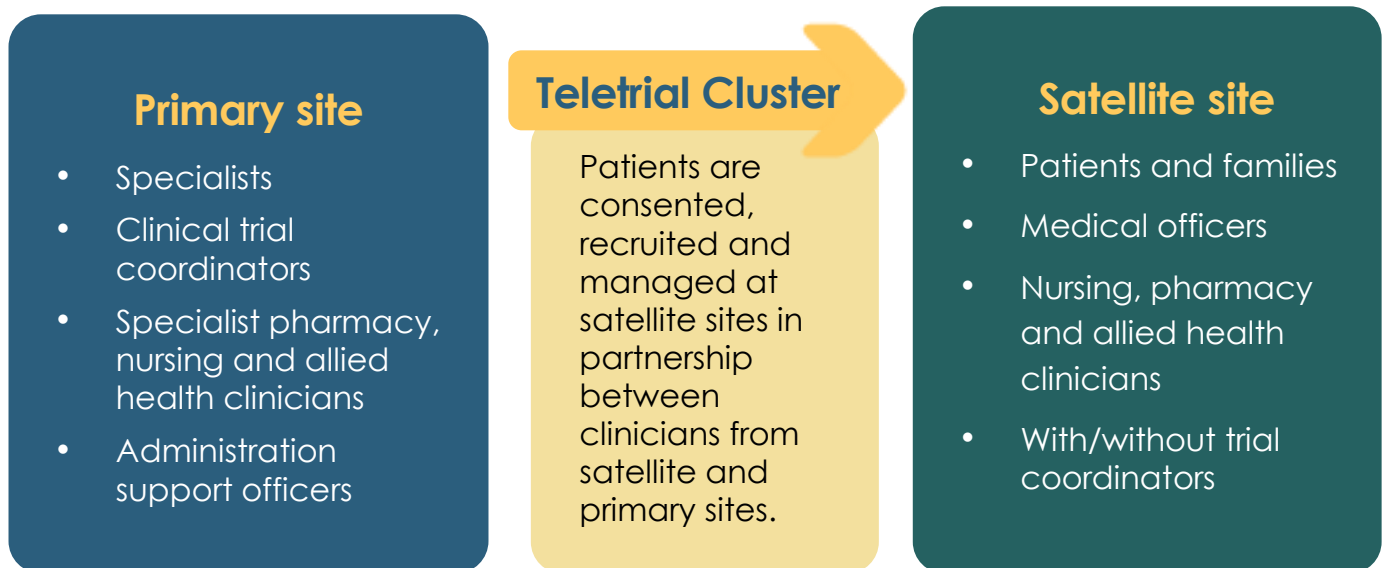 Primary site
• Specialists
• Clinical trial
coordinators
• Specialist pharmacy,
nursing and allied
health clinicians
• Administration
support officers
Teletrial Cluster
Patients are
consented,
recruited and
managed at
satellite sites in
partnership
between
clinicians from
satellite and
primary sites.
Satellite site
• Patients and families
• Medical officers
• Nursing, pharmacy
and allied health
clinicians
• With/without trial
coordinators